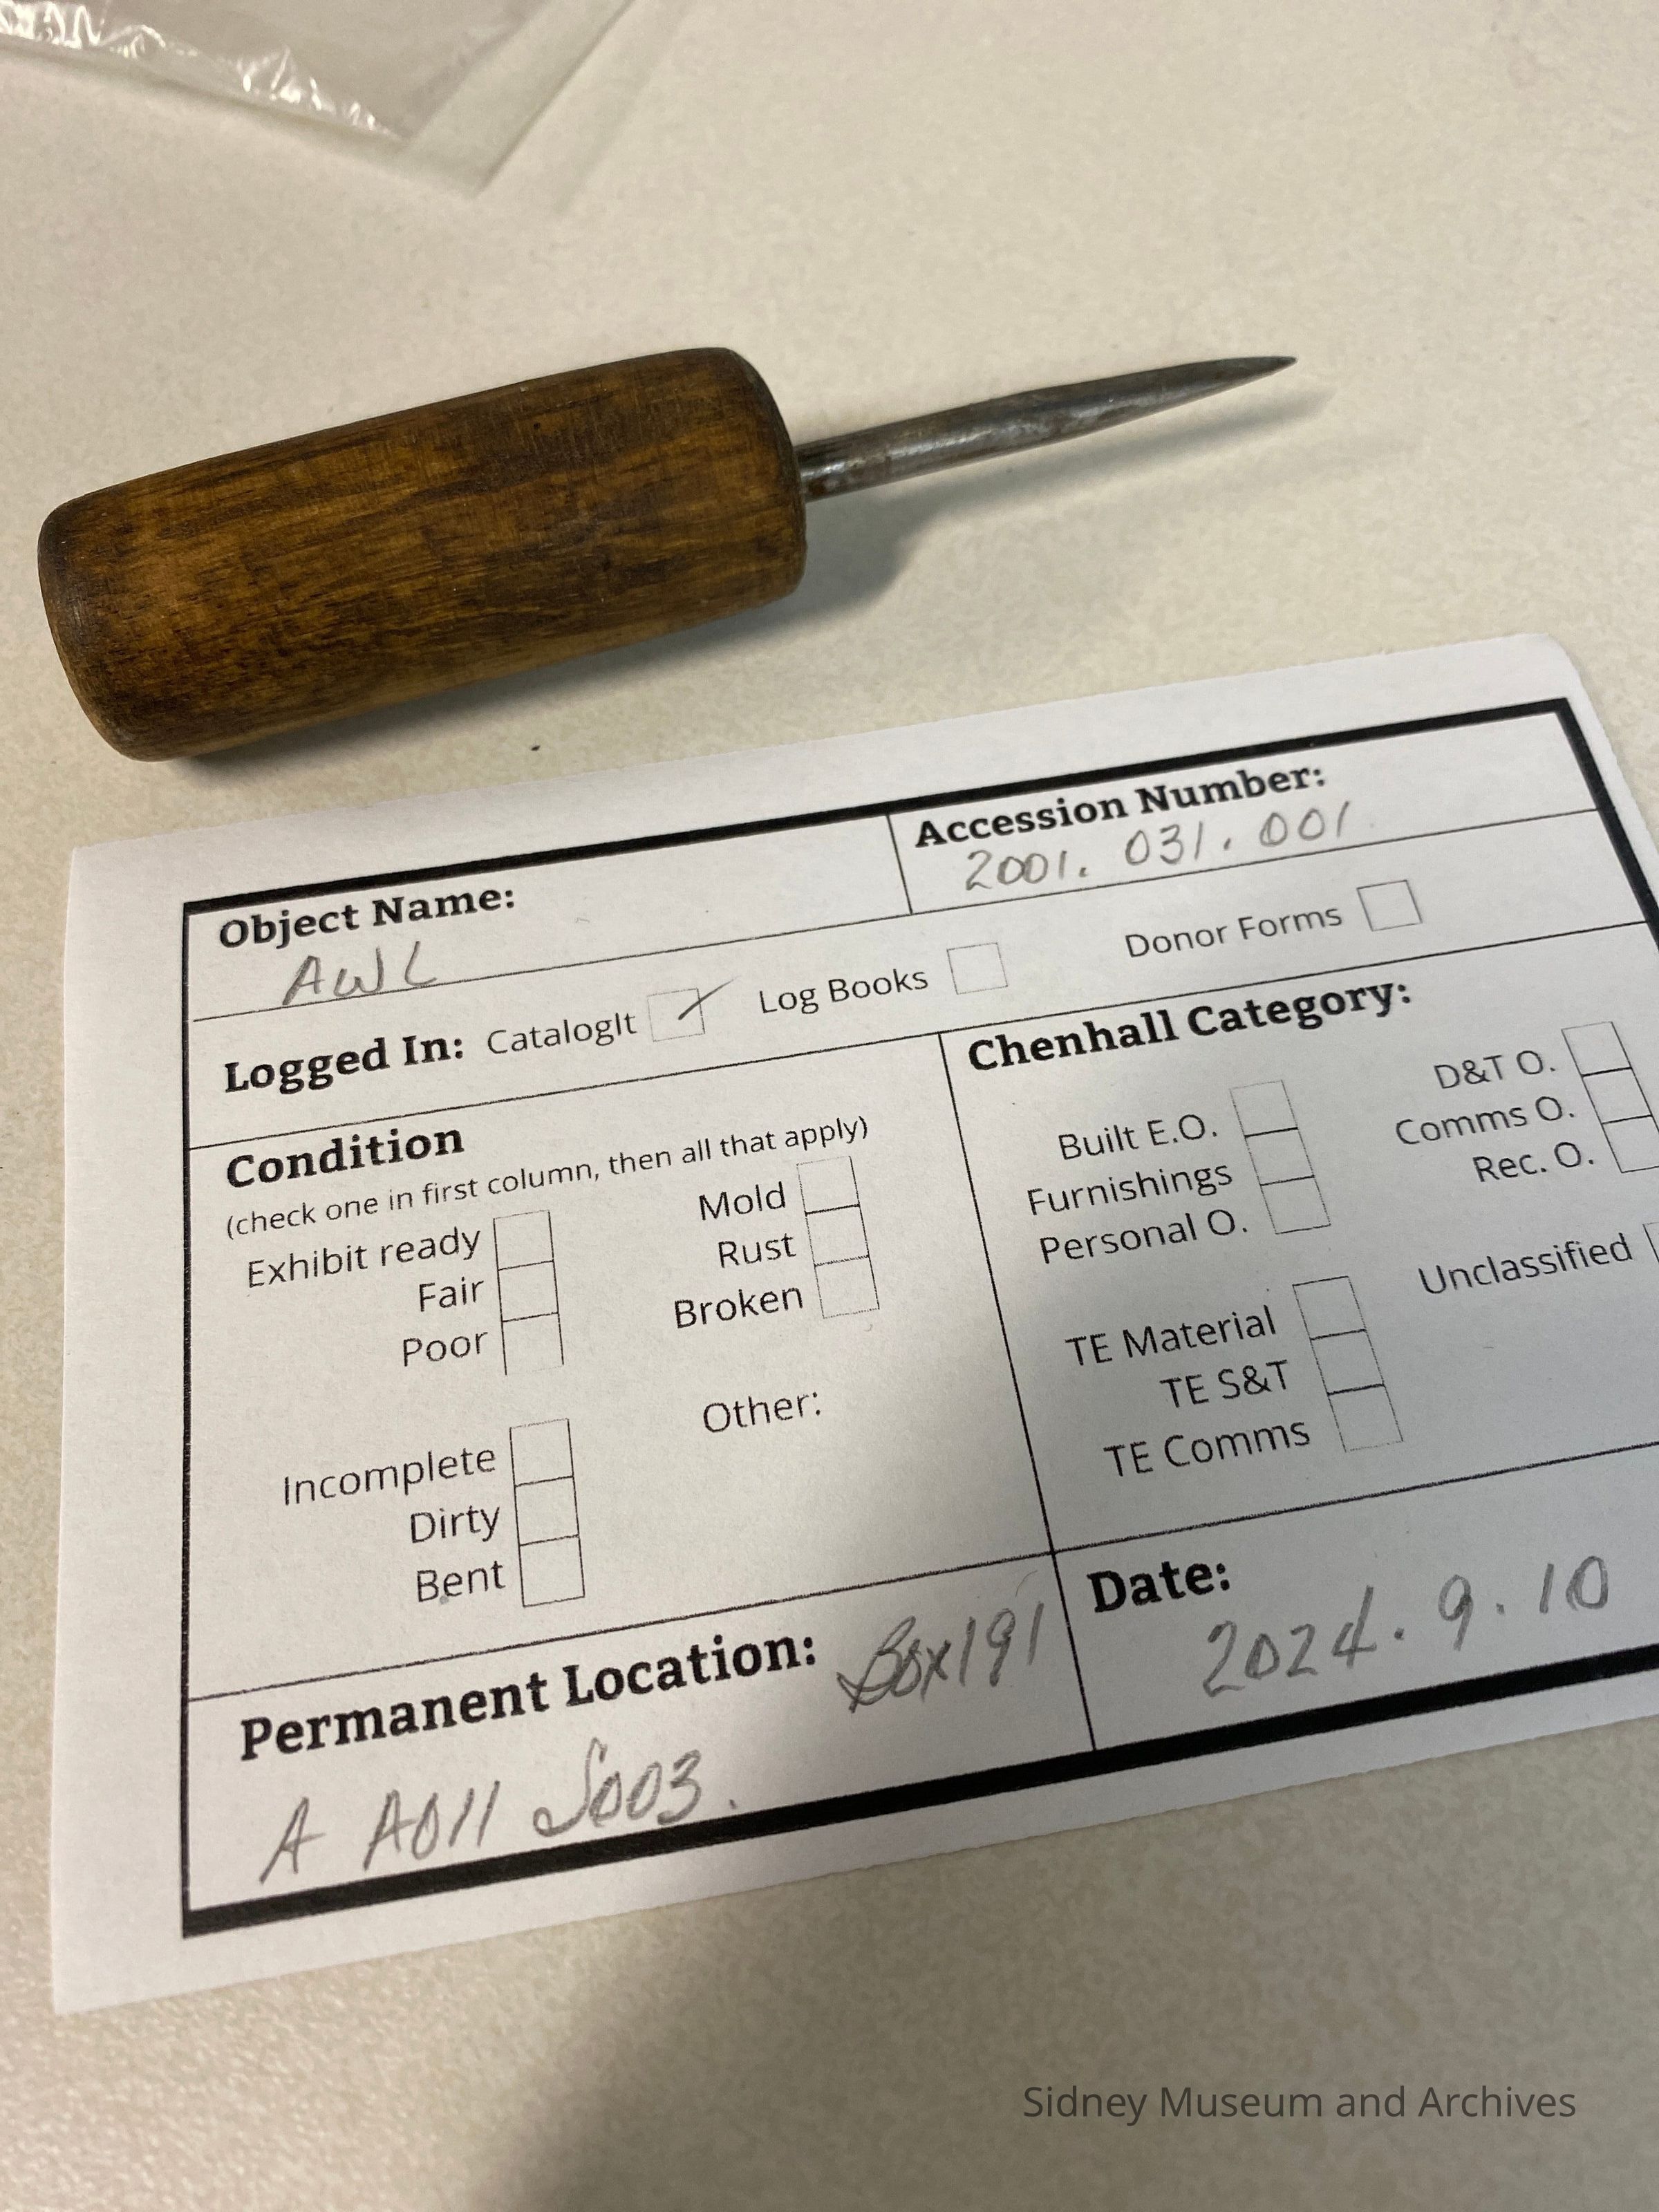 Object Name:
AWL
Accession Number:
2001.031.001
Logged In: CatalogIt
Log Books
Donor Forms
Condition
(check one in first column, then all that apply)
Exhibit ready
Fair
Poor
Mold
Rust
Broken
Incomplete
Dirty
Bent
Other:
Chenhall Category:
Built E.O.
Furnishings
Personal O.
D&T O.
Comms O.
Rec. O.
TE Material
TE S&T
TE Comms
Unclassified
Permanent Location: Box191
A A011 S003.
Date:
2024.9.10
Sidney Museum and Archives